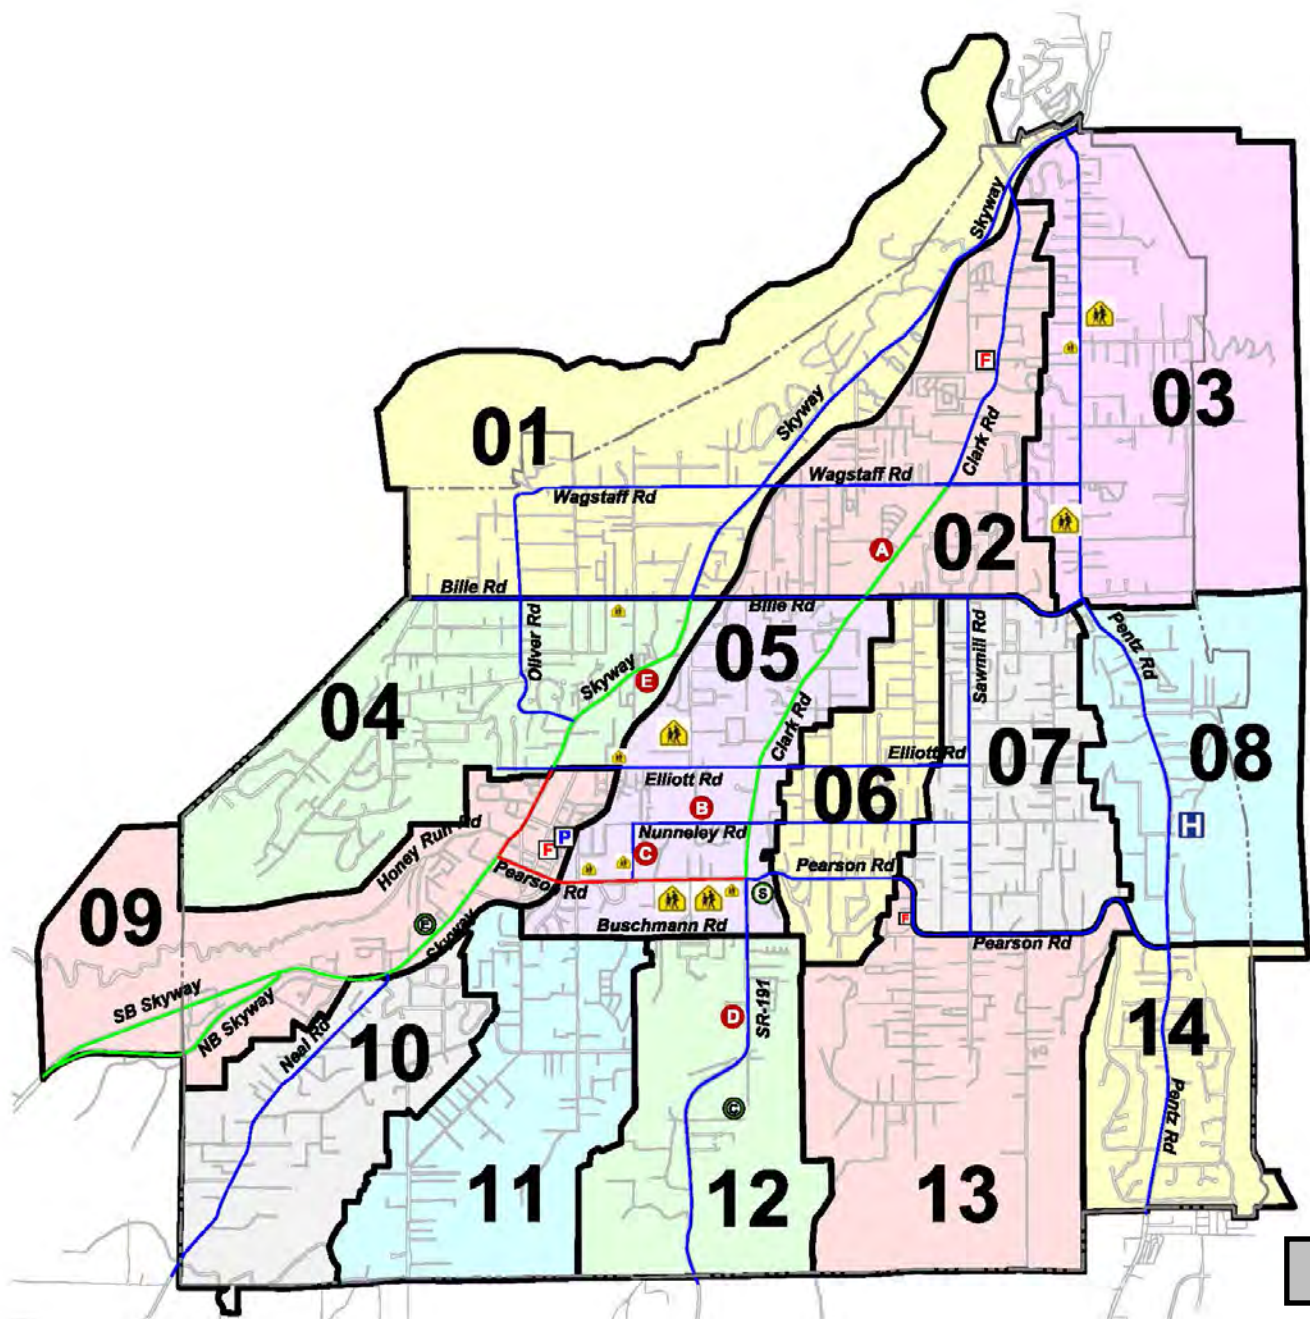 Skyway
03
F
01
Skyway
Clark Rd
Wagstaff Rd
Wagstaff Rd
02
A
Bille Rd
Bille Rd
Oliver Rd
05
Sawmill Rd
Pentz Rd
Skyway
E
04
Clark Rd
Elliott Rd
07
08
Elliott Rd
06
B
Honey Run Rd
Nunneley Rd
H
F
P
C
Pearson Rd
Pearson Rd
S
09
E
Buschmann Rd
F
Skyway
Pearson Rd
SB Skyway
NB Skyway
SR-191
D
Neal Rd
10
14
C
Pentz Rd
11
12
13